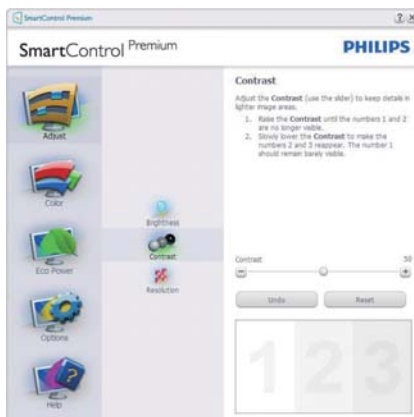 SmartControl Premium
SmartControl Premium
PHILIPS
Adjust
Color
Eco Power
Options
Help
Brightness
Contrast
Resolution
Contrast
Adjust the Contrast (use the slider) to keep details in
lighter image areas.
1. Raise the Contrast until the numbers 1 and 2
are no longer visible.
2. Slowly lower the Contrast to make the
numbers 2 and 3 reappear. The number 1
should remain barely visible.
Contrast 50
Undo Reset
1 2 3